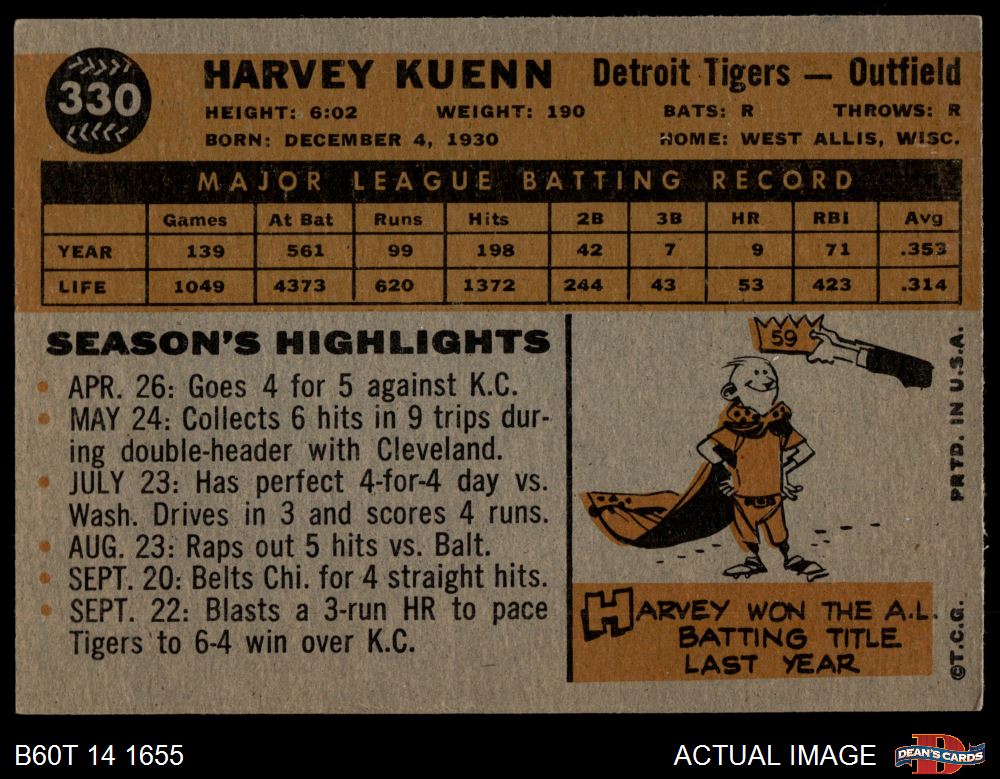 330
HARVEY KUENN Detroit Tigers — Outfield
HEIGHT: 6:02 WEIGHT: 190 BATS: R THROWS: R
BORN: DECEMBER 4, 1930 HOME: WEST ALLIS, WISC.
MAJOR LEAGUE BATTING RECORD
Games At Bat Runs Hits 2B 3B HR RBI Avg
YEAR 139 561 99 198 42 7 9 71 .353
LIFE 1049 4373 620 1372 244 43 53 423 .314
SEASON'S HIGHLIGHTS
• APR. 26: Goes 4 for 5 against K.C.
• MAY 24: Collects 6 hits in 9 trips dur-
ing double-header with Cleveland.
• JULY 23: Has perfect 4-for-4 day vs.
Wash. Drives in 3 and scores 4 runs.
• AUG. 23: Raps out 5 hits vs. Balt.
• SEPT. 20: Belts Chi. for 4 straight hits.
• SEPT. 22: Blasts a 3-run HR to pace
Tigers to 6-4 win over K.C.
59
HARVEY WON THE A.L.
BATTING TITLE
LAST YEAR
©T.C.G. PRTD. IN U.S.A.
B60T 14 1655 ACTUAL IMAGE DEAN'S CARDS